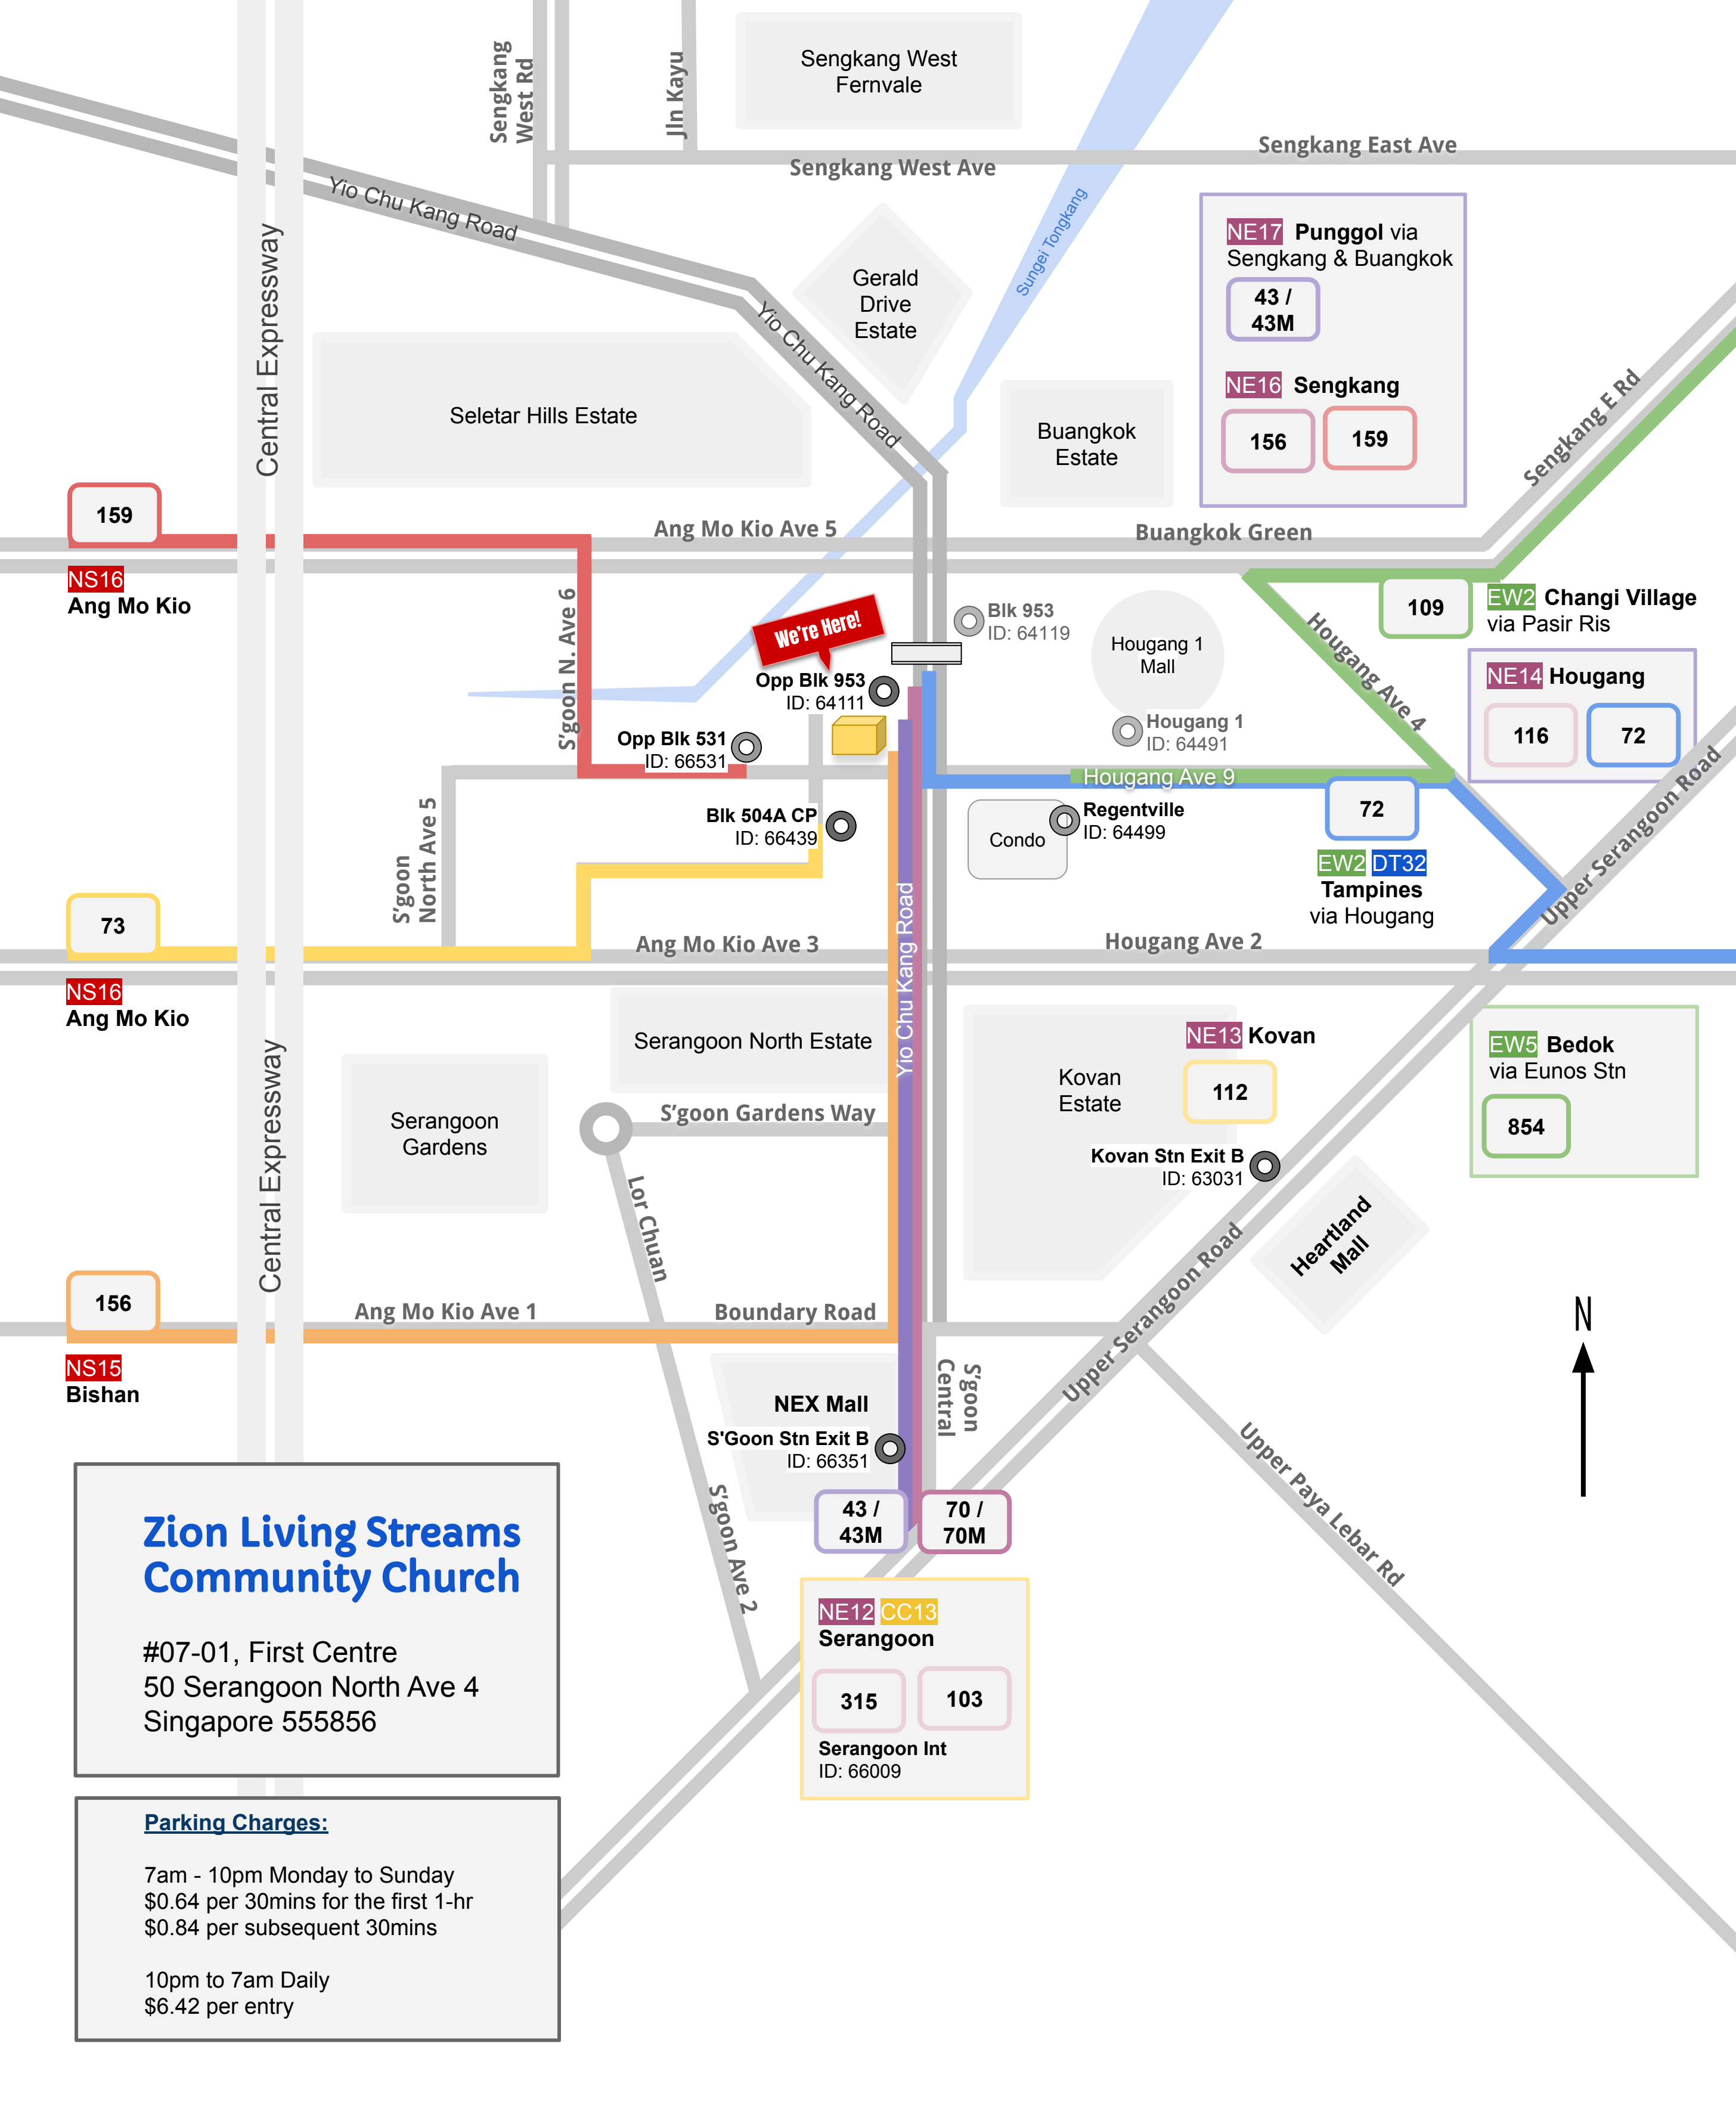 Sengkang
West Rd
Jln Kayu
Sengkang West
Fernvale
Sengkang West Ave
Sengkang East Ave
Yio Chu Kang Road
Central Expressway
Sungei Tongkang
Gerald
Drive
Estate
NE17 Punggol via
Sengkang & Buangkok
43 /
43M
NE16 Sengkang
156
159
Yio Chu Kang Road
Seletar Hills Estate
Buangkok
Estate
Sengkang E Rd
159
NS16
Ang Mo Kio
Ang Mo Kio Ave 5
Buangkok Green
S'goon N. Ave 6
We're Here!
Blk 953
ID: 64119
Hougang 1
Mall
Hougang Ave 4
109
EW2 Changi Village
via Pasir Ris
NE14 Hougang
116
72
Opp Blk 953
ID: 64111
Opp Blk 531
ID: 66531
Hougang 1
ID: 64491
Hougang Ave 9
Upper Serangoon Road
Blk 504A CP
ID: 66439
Condo
Regentville
ID: 64499
72
EW2 DT32
Tampines
via Hougang
S'goon
North Ave 5
73
NS16
Ang Mo Kio
Ang Mo Kio Ave 3
Hougang Ave 2
Yio Chu Kang Road
Serangoon North Estate
NE13 Kovan
112
Kovan
Estate
EW5 Bedok
via Eunos Stn
854
Central Expressway
Serangoon
Gardens
S'goon Gardens Way
Lor Chuan
Kovan Stn Exit B
ID: 63031
Heartland
Mall
Upper Serangoon Road
156
NS15
Bishan
Ang Mo Kio Ave 1
Boundary Road
N
NEX Mall
S'goon
Central
S'Goon Stn Exit B
ID: 66351
Upper Paya Lebar Rd
S'goon Ave 2
43 /
43M
70 /
70M
NE12 CC13
Serangoon
315
103
Serangoon Int
ID: 66009
Zion Living Streams
Community Church
#07-01, First Centre
50 Serangoon North Ave 4
Singapore 555856
Parking Charges:
7am - 10pm Monday to Sunday
$0.64 per 30mins for the first 1-hr
$0.84 per subsequent 30mins
10pm to 7am Daily
$6.42 per entry